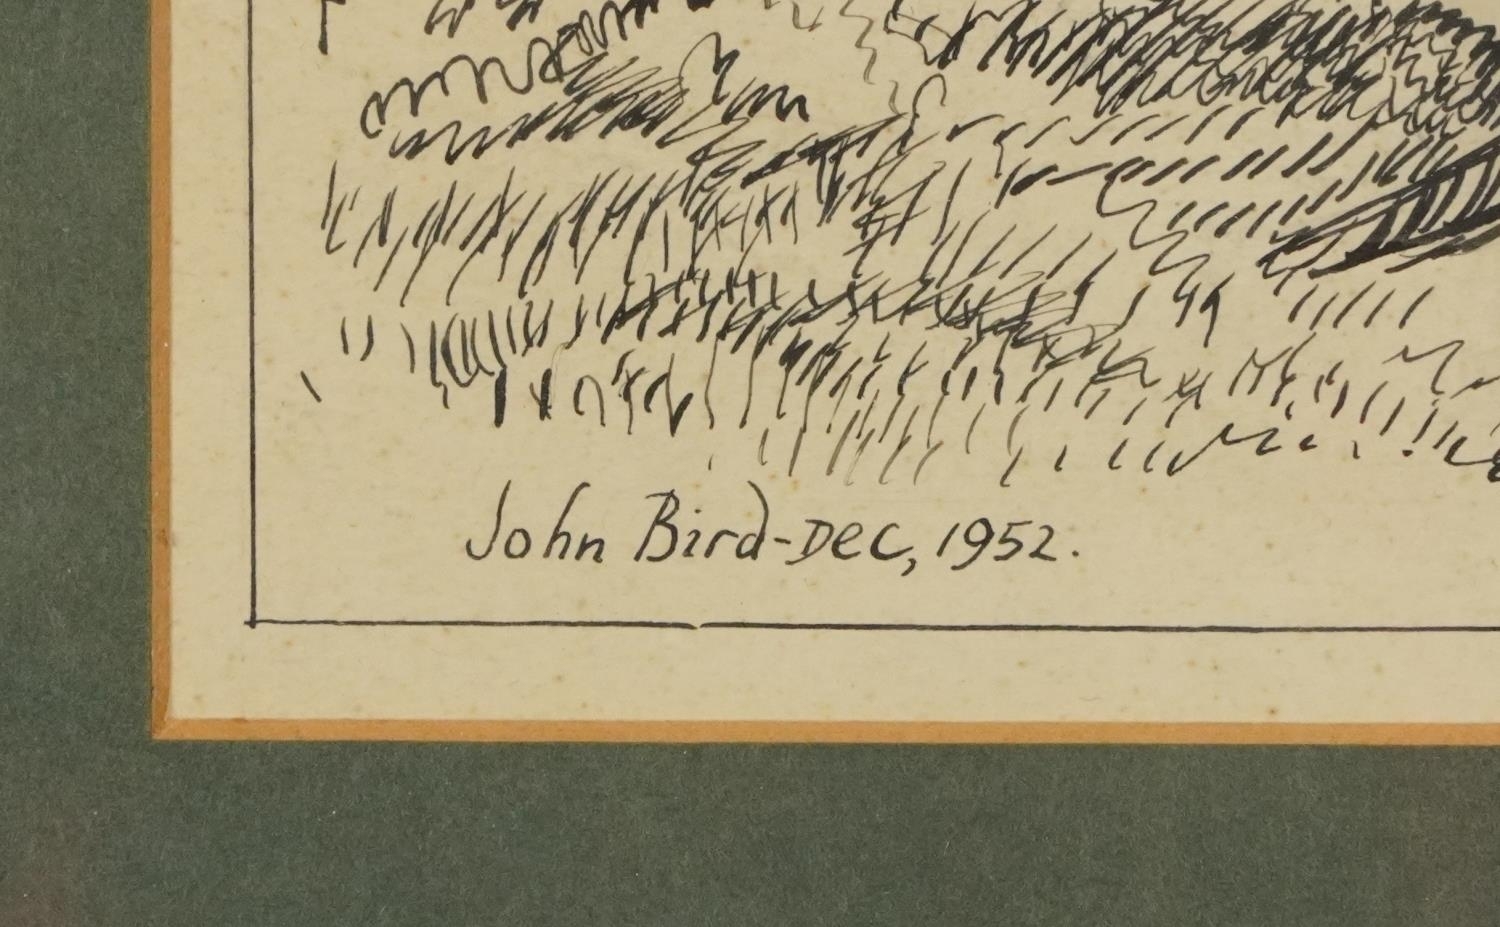 John Bird-Dec, 1952.